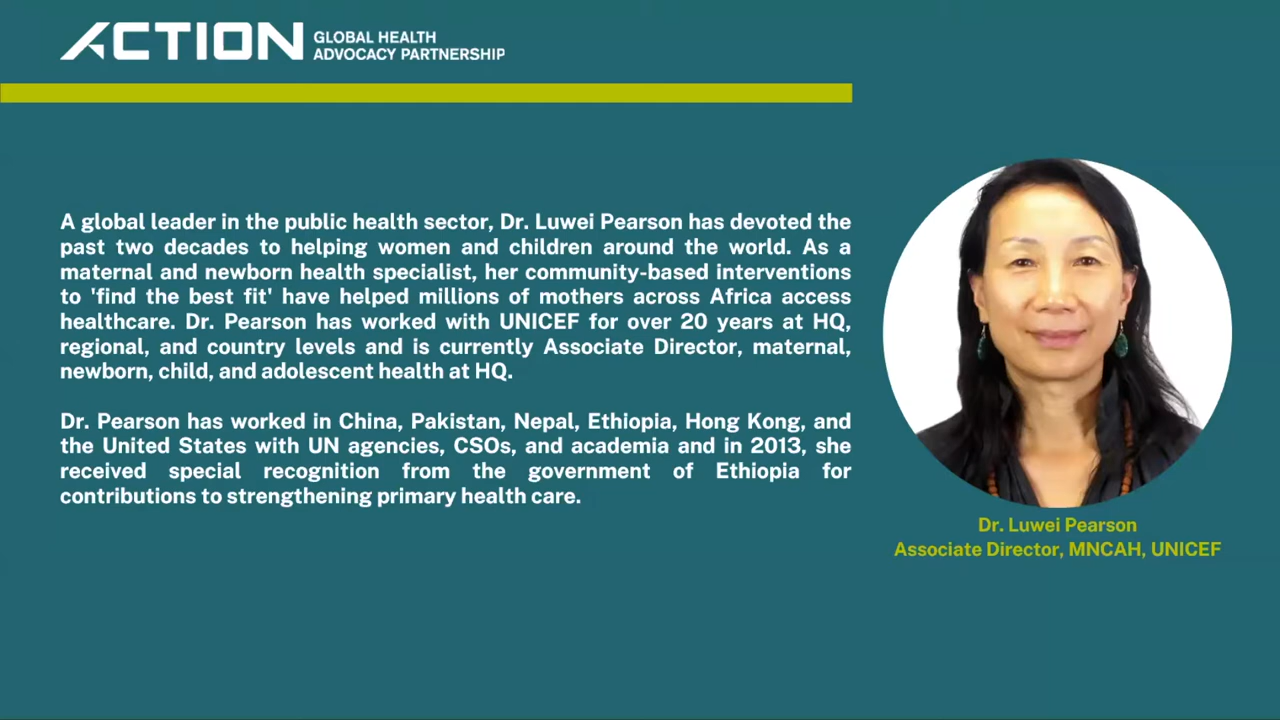 ACTION GLOBAL HEALTH
ADVOCACY PARTNERSHIP
A global leader in the public health sector, Dr. Luwei Pearson has devoted the
past two decades to helping women and children around the world. As a
maternal and newborn health specialist, her community-based interventions
to 'find the best fit' have helped millions of mothers across Africa access
healthcare. Dr. Pearson has worked with UNICEF for over 20 years at HQ,
regional, and country levels and is currently Associate Director, maternal,
newborn, child, and adolescent health at HQ.
Dr. Pearson has worked in China, Pakistan, Nepal, Ethiopia, Hong Kong, and
the United States with UN agencies, CSOs, and academia and in 2013, she
received special recognition from the government of Ethiopia for
contributions to strengthening primary health care.
Dr. Luwei Pearson
Associate Director, MNCAH, UNICEF